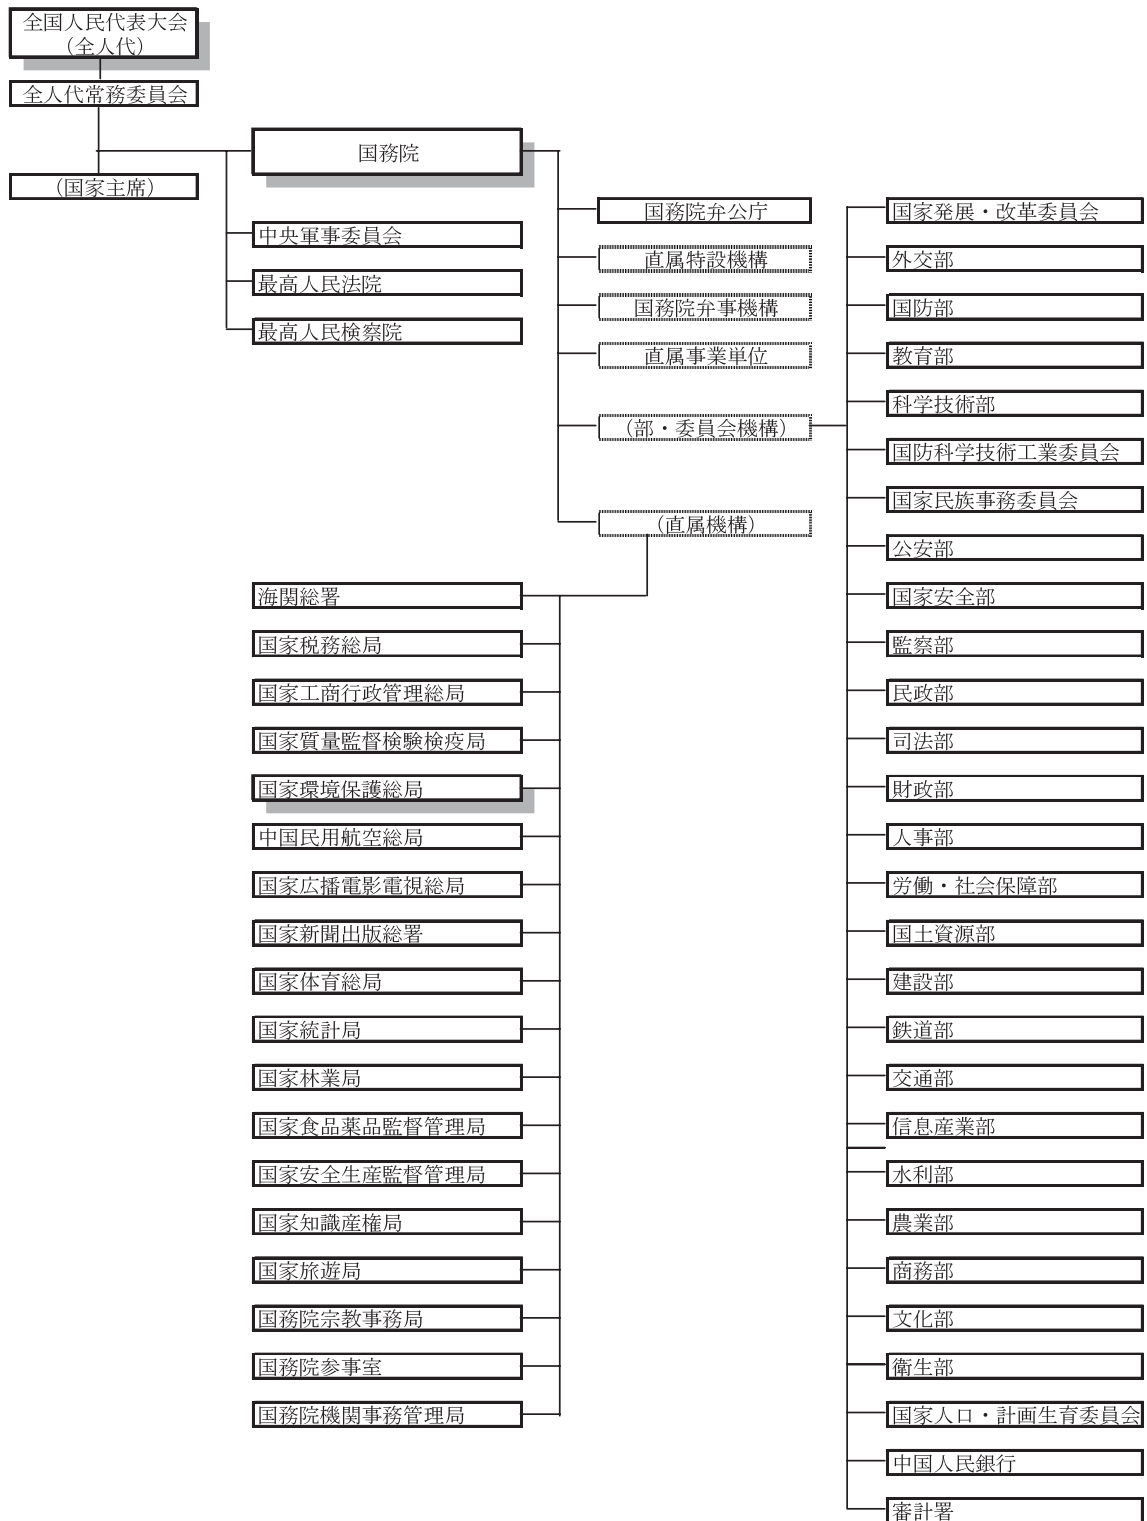 全国人民代表大会
（全人代）
全人代常務委員会
（国家主席）
国務院
中央軍事委員会
最高人民法院
最高人民検察院
国務院弁公庁
直属特設機構
国務院弁事機構
直属事業単位
（部・委員会機構）
（直属機構）
海関総署
国家税務総局
国家工商行政管理総局
国家質量監督検験検疫局
国家環境保護総局
中国民用航空総局
国家広播電影電視総局
国家新聞出版総署
国家体育総局
国家統計局
国家林業局
国家食品薬品監督管理局
国家安全生産監督管理局
国家知識産権局
国家旅遊局
国務院宗教事務局
国務院参事室
国務院機関事務管理局
国家発展・改革委員会
外交部
国防部
教育部
科学技術部
国防科学技術工業委員会
国家民族事務委員会
公安部
国家安全部
監察部
民政部
司法部
財政部
人事部
労働・社会保障部
国土資源部
建設部
鉄道部
交通部
信息産業部
水利部
農業部
商務部
文化部
衛生部
国家人口・計画生育委員会
中国人民銀行
審計署